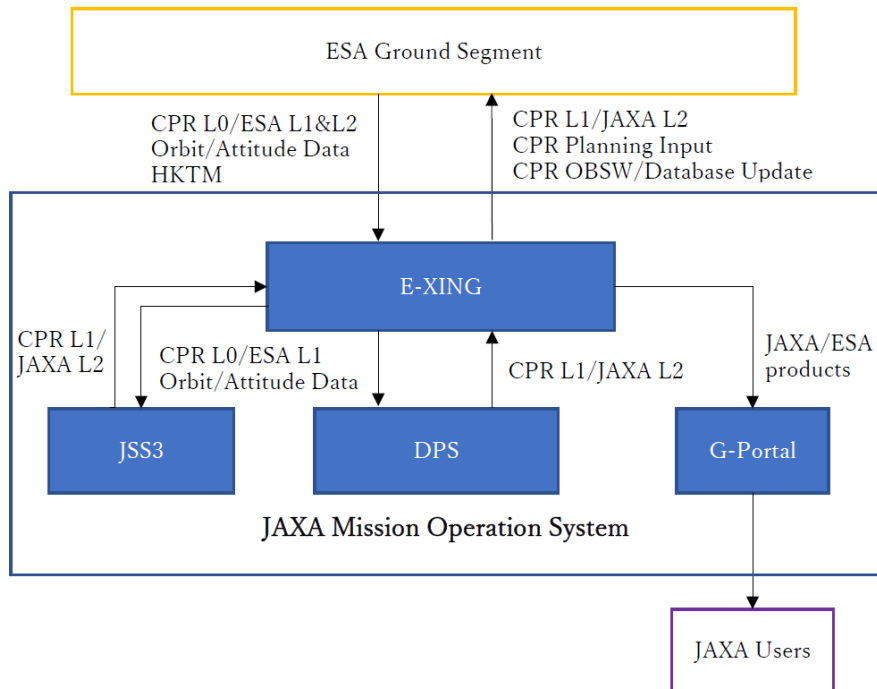 ESA Ground Segment
CPR L0/ESA L1&L2
Orbit/Attitude Data
HKTM
CPR L1/JAXA L2
CPR Planning Input
CPR OBSW/Database Update
E-XING
CPR L1/
JAXA L2
CPR L0/ESA L1
Orbit/Attitude Data
CPR L1/JAXA L2
JAXA/ESA
products
JSS3
DPS
G-Portal
JAXA Mission Operation System
JAXA Users